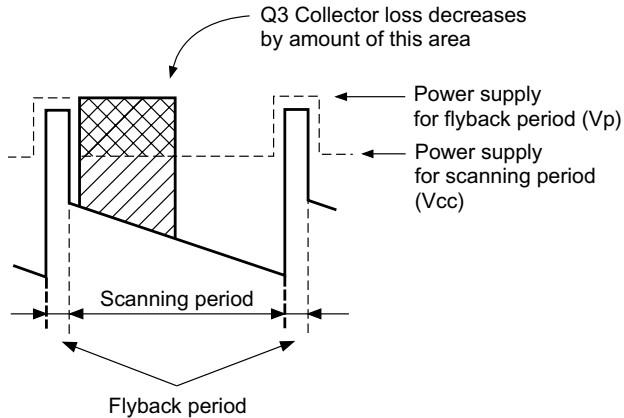 Q3 Collector loss decreases
by amount of this area
Power supply
for flyback period (Vp)
Power supply
for scanning period
(Vcc)
Scanning period
Flyback period